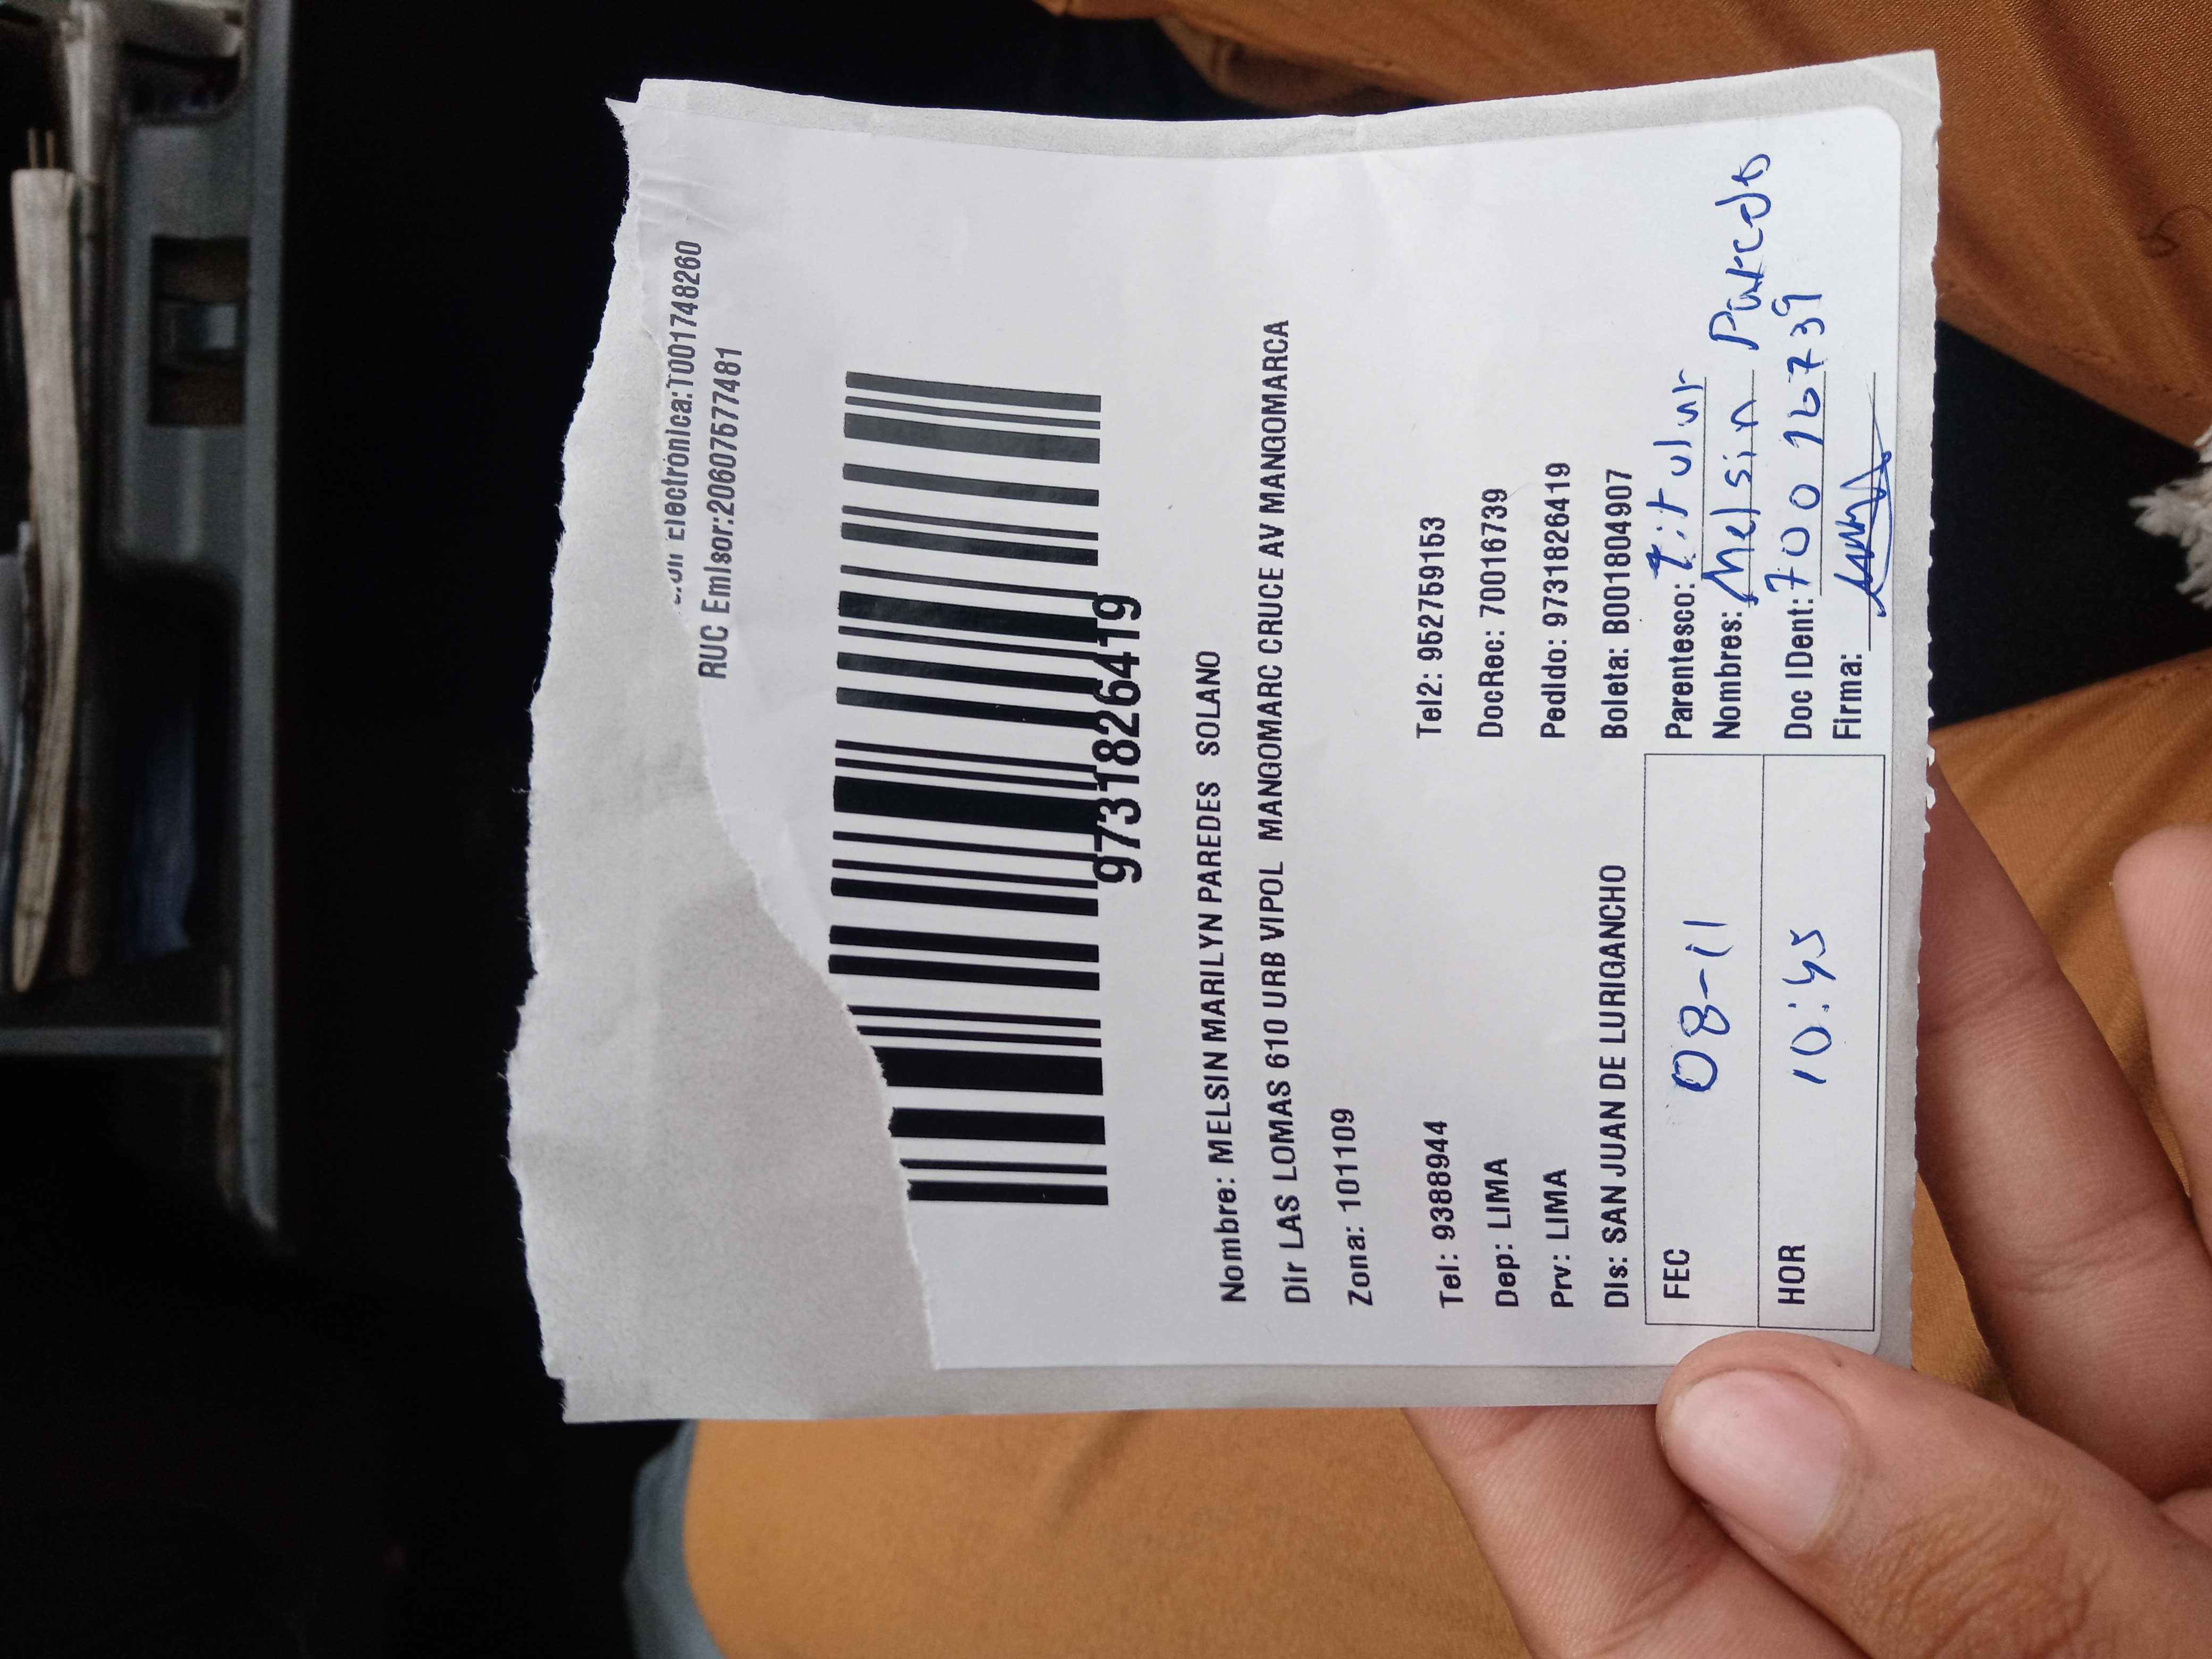 Electrónica:T001748260
RUC Emisor:20607577481
973182 6419
Nombre: MELSIN MARILYN PAREDES SOLANO
Dir LAS LOMAS 610 URB VIPOL MANGOMARC CRUCE AV MANGOMARCA
Zona: 101109
Tel: 9388944 Tel2: 952759153
Dep: LIMA DocRec: 70016739
Prv: LIMA Pedido: 9731826419
Dis: SAN JUAN DE LURIGANCHO Boleta: B001804907
FEC 08-11
HOR 10:45
Parentesco: Titular
Nombres: Melsin Paredes
Doc IDent: 70016739
Firma: